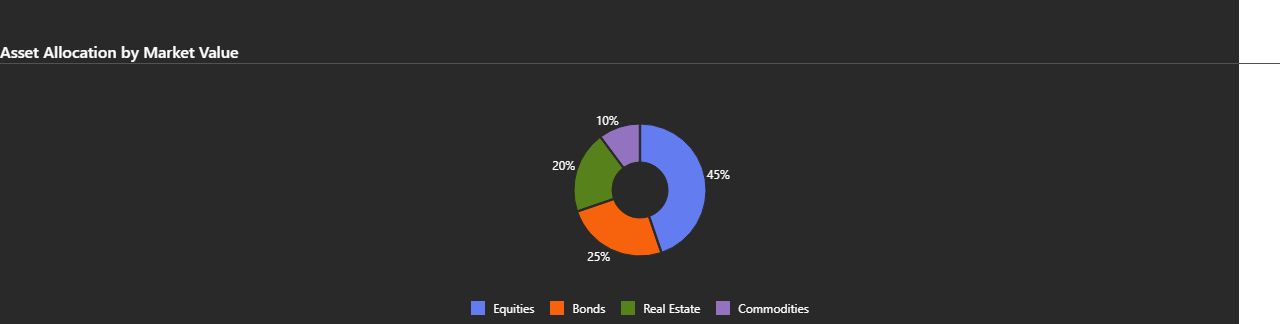 Asset Allocation by Market Value
10%
20%
45%
25%
Equities Bonds Real Estate Commodities